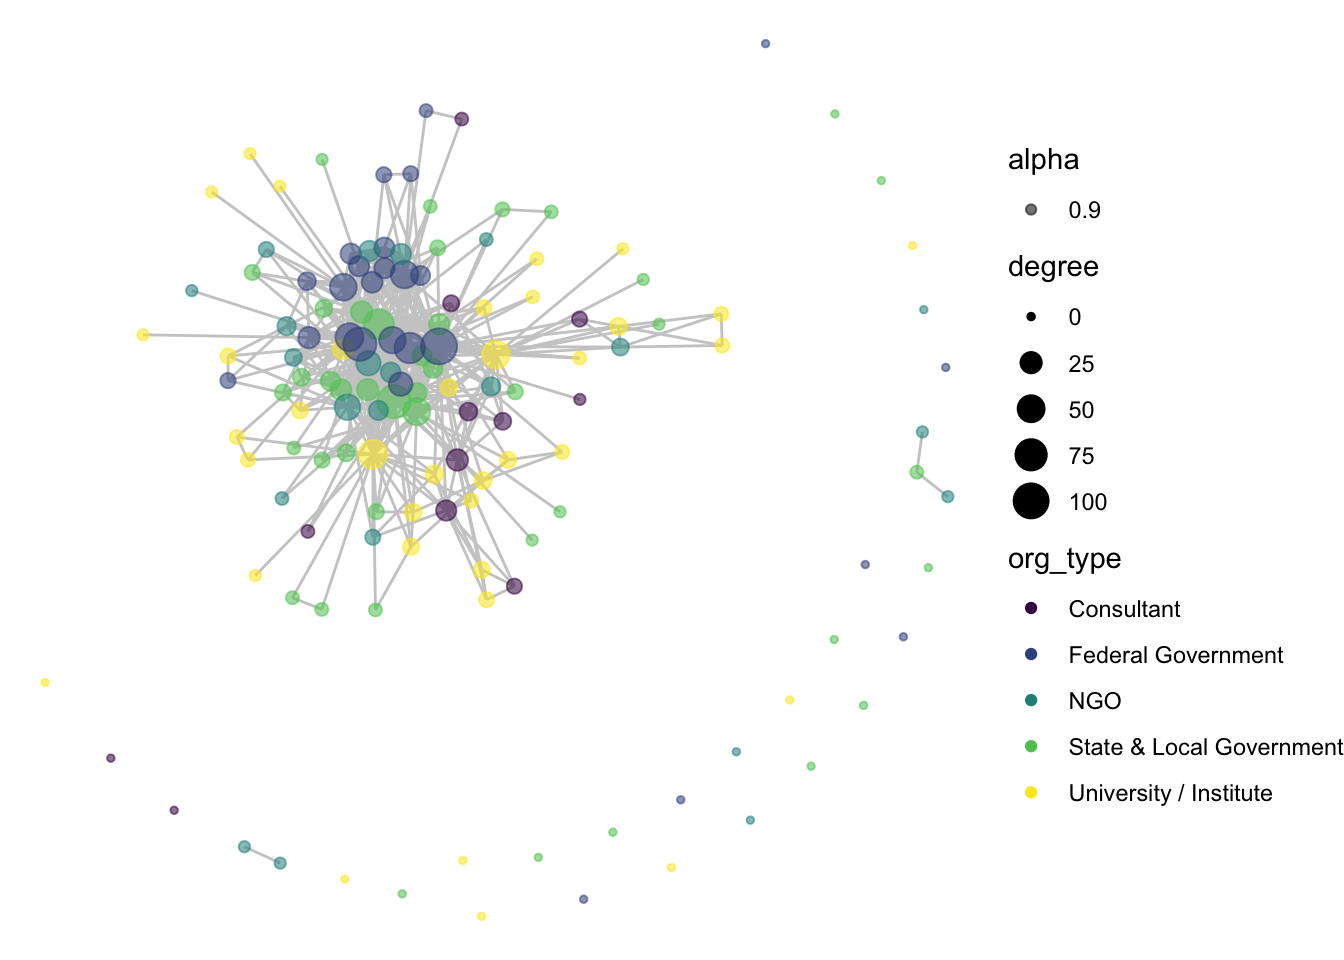 alpha
0.9
degree
0
25
50
75
100
org_type
Consultant
Federal Government
NGO
State & Local Government
University / Institute